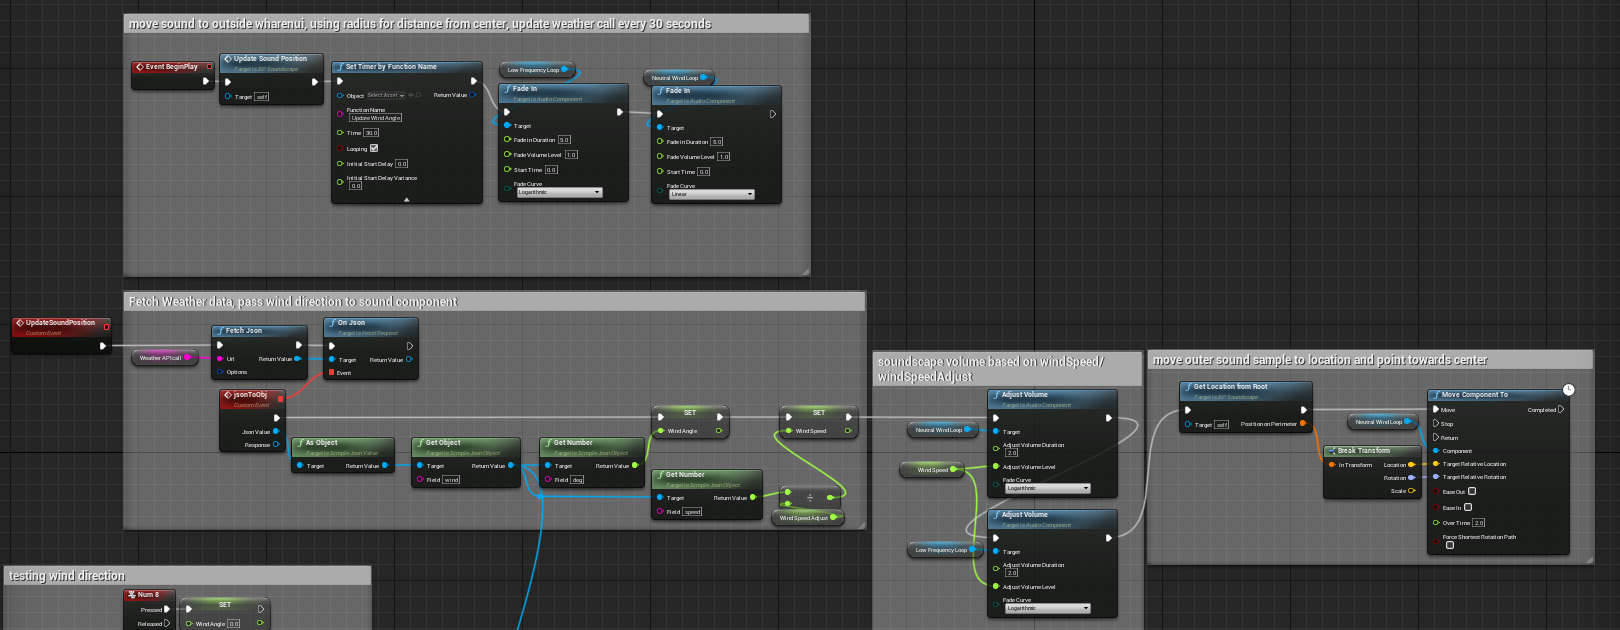 move sound to outside wharenui, using radius for distance from center, update weather call every 30 seconds
Event BeginPlay
Update Sound Position
Target is BP Soundscape
Target self
Set Timer by Function Name
Object Select Asset
Return Value
Function Name
Update Wind Angle
Time 30.0
Looping
Initial Start Delay 0.0
Initial Start Delay Variance
0.0
Low Frequency Loop
Fade In
Target is Audio Component
Target
Fade in Duration 5.0
Fade Volume Level 1.0
Start Time 0.0
Fade Curve
Logarithmic
Neutral Wind Loop
Fade In
Target is Audio Component
Target
Fade in Duration 5.0
Fade Volume Level 1.0
Start Time 0.0
Fade Curve
Linear
Fetch Weather data, pass wind direction to sound component
UpdateSoundPosition
Custom Event
Weather API call
Fetch Json
Url
Return Value
Options
On Json
Target is Fetch Request
Target
Return Value
Event
jsonToObj
Custom Event
Json Value
Response
As Object
Target is Simple Json Value
Target
Return Value
Get Object
Target is Simple Json Object
Target
Return Value
Field wind
Get Number
Target is Simple Json Object
Target
Return Value
Field deg
SET
Wind Angle
Get Number
Target is Simple Json Object
Target
Return Value
Field speed
SET
Wind Speed
÷
Wind Speed Adjust
soundscape volume based on windSpeed/
windSpeedAdjust
Neutral Wind Loop
Wind Speed
Low Frequency Loop
Adjust Volume
Target is Audio Component
Target
Adjust Volume Duration
2.0
Adjust Volume Level
Fade Curve
Logarithmic
Adjust Volume
Target is Audio Component
Target
Adjust Volume Duration
2.0
Adjust Volume Level
Fade Curve
Logarithmic
move outer sound sample to location and point towards center
Get Location from Root
Target is BP Soundscape
Target self
Position on Perimeter
Neutral Wind Loop
Break Transform
In Transform
Location
Rotation
Scale
Move Component To
Move
Completed
Stop
Return
Component
Target Relative Location
Target Relative Rotation
Ease Out
Ease In
Over Time 2.0
Force Shortest Rotation Path
testing wind direction
Num 8
Pressed
Released
SET
Wind Angle 0.0